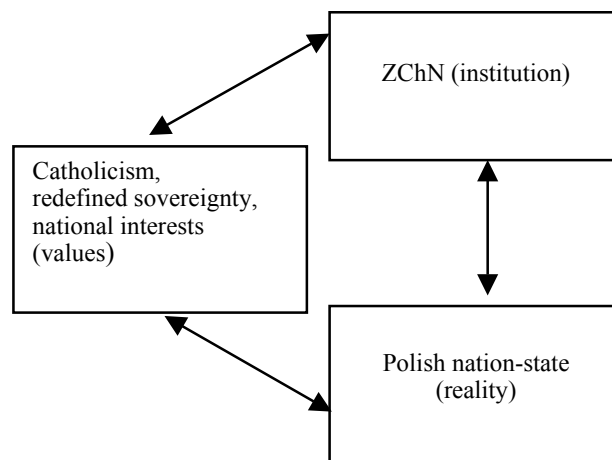 ZChN (institution)
Catholicism,
redefined sovereignty,
national interests
(values)
Polish nation-state
(reality)